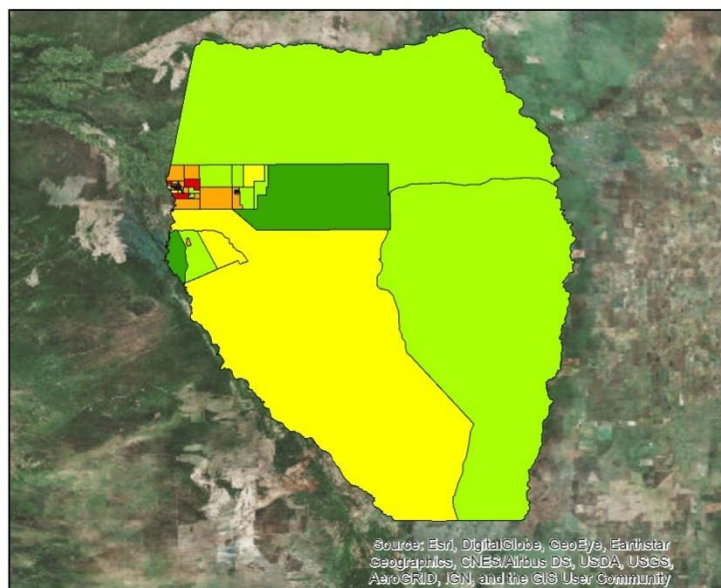 Source: Esri, DigitalGlobe, GeoEye, Earthstar
Geographics, CNES/Airbus DS, USDA, USGS,
AeroGRID, IGN, and the GIS User Community